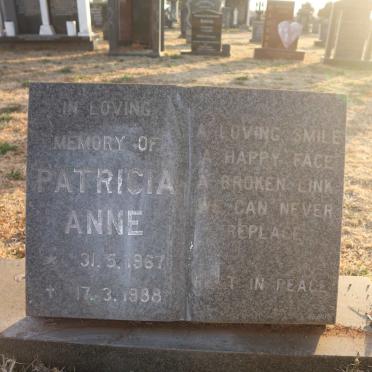 IN LOVING
MEMORY OF
PATRICIA
ANNE
* 31.5.1967
✝ 17.3.1988
A LOVING SMILE
A HAPPY FACE
A BROKEN LINK
WE CAN NEVER
REPLACE
REST IN PEACE